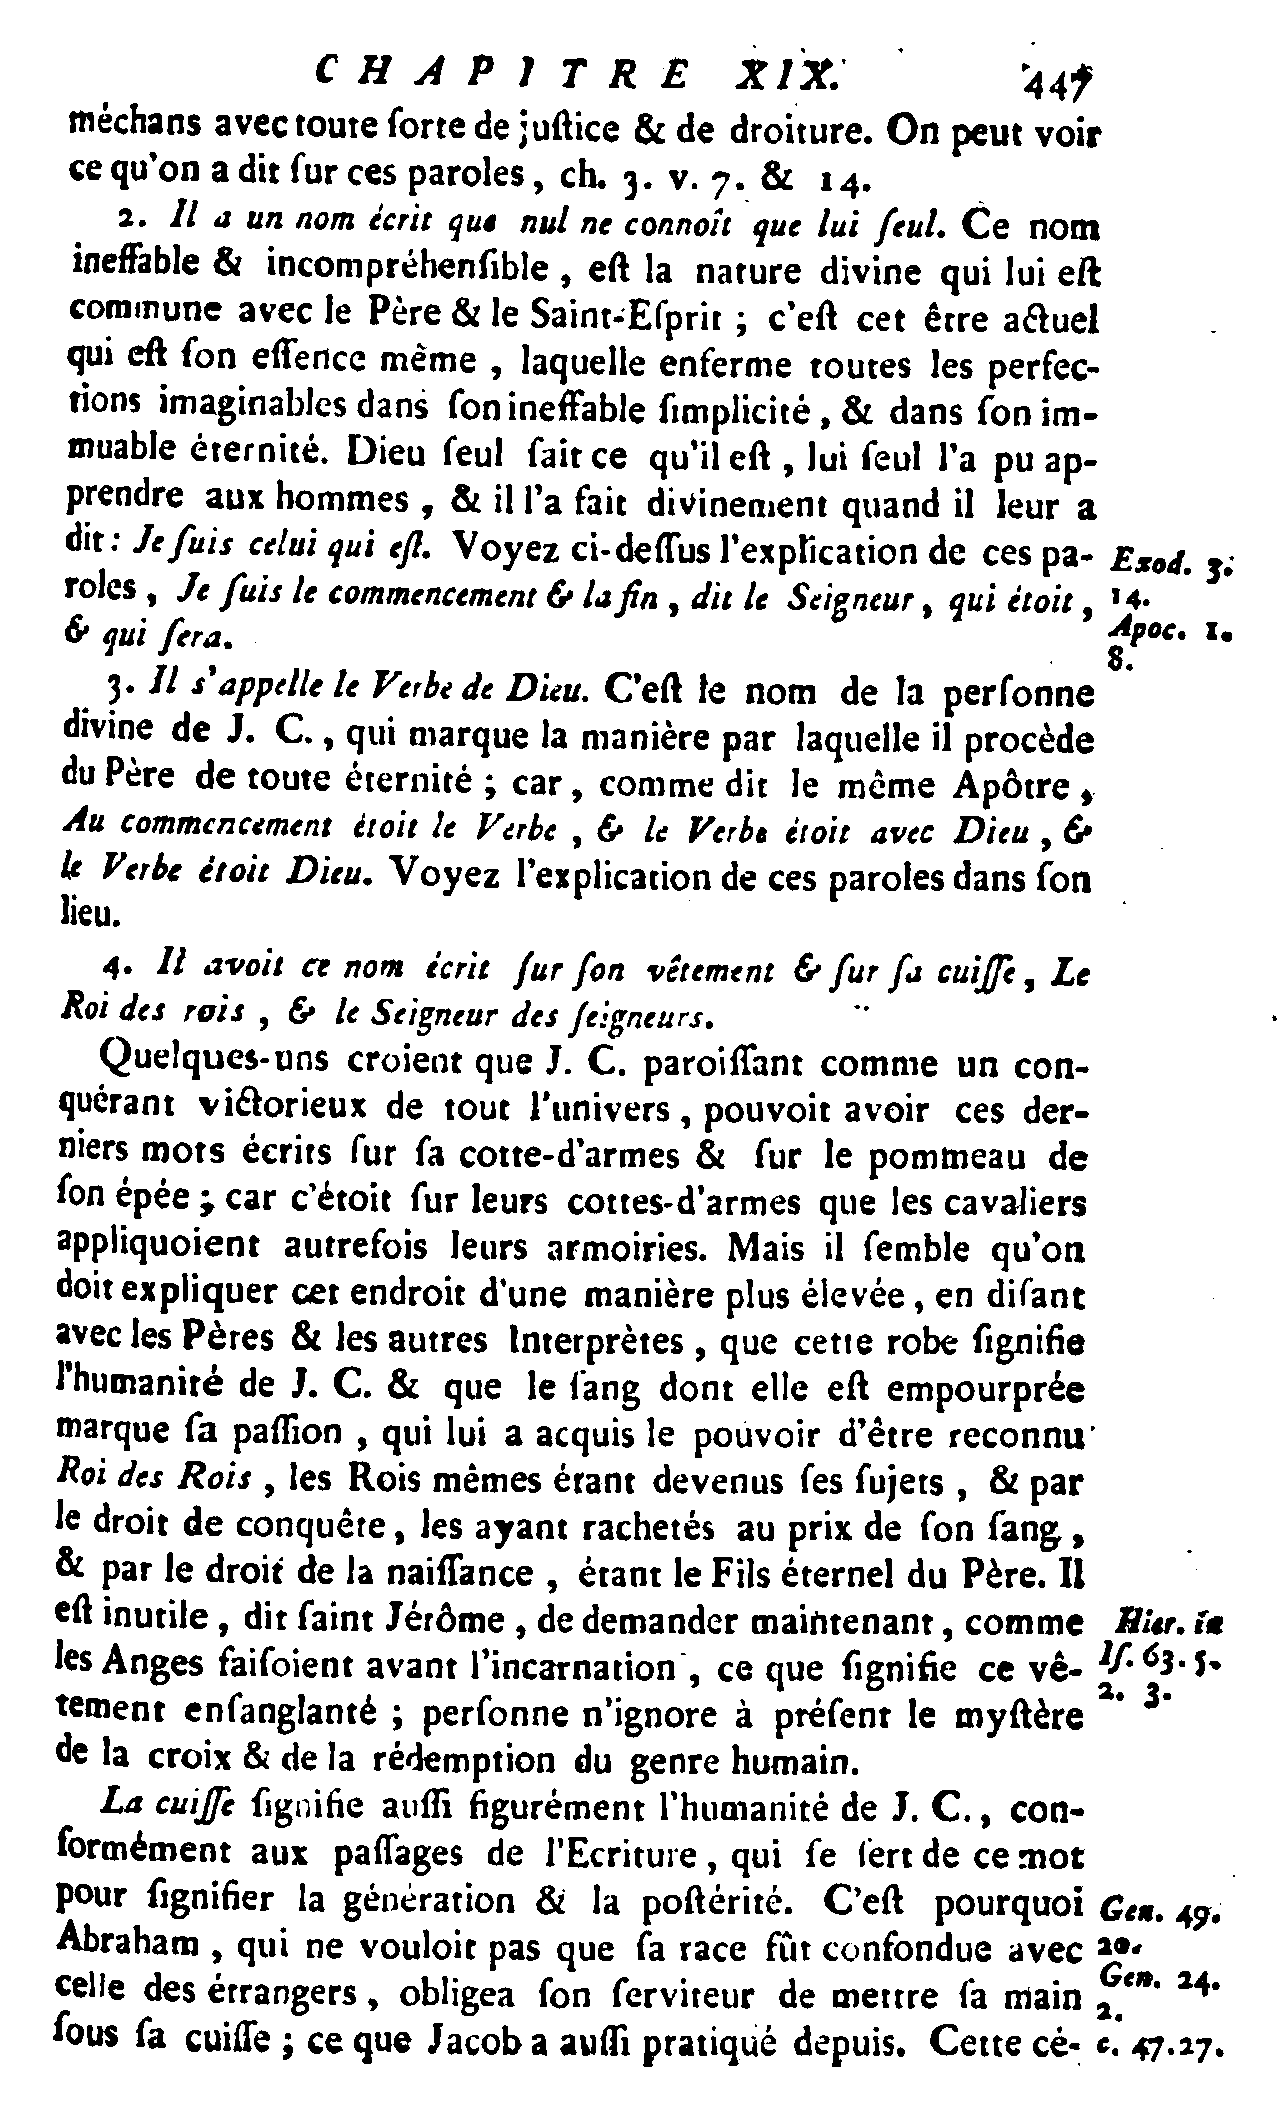 CHAPITRE XIX. 447
méchans avec toute ſorte de juſtice & de droiture. On peut voir
ce qu'on a dit ſur ces paroles, ch. 3. v. 7. & 14.
2. Il a un nom écrit que nul ne connoît que lui ſeul. Ce nom
ineffable & incompréhenſible, eſt la nature divine qui lui eſt
commune avec le Père & le Saint-Eſprit ; c'eſt cet être actuel
qui eſt ſon eſſence même, laquelle enferme toutes les perfec-
tions imaginables dans ſon ineffable ſimplicité, & dans ſon im-
muable éternité. Dieu ſeul ſait ce qu'il eſt, lui ſeul l'a pu ap-
prendre aux hommes, & il l'a fait divinement quand il leur a
dit : Je ſuis celui qui eſt. Voyez ci-deſſus l'explication de ces pa- Exod. 3.
roles, Je ſuis le commencement & la fin, dit le Seigneur, qui étoit, 14.
& qui ſera. Apoc. 1.
8.
3. Il s'appelle le Verbe de Dieu. C'eſt le nom de la perſonne
divine de J. C., qui marque la manière par laquelle il procède
du Père de toute éternité ; car, comme dit le même Apôtre,
Au commencement étoit le Verbe, & le Verbe étoit avec Dieu, &
le Verbe étoit Dieu. Voyez l'explication de ces paroles dans ſon
lieu.
4. Il avoit ce nom écrit ſur ſon vêtement & ſur ſa cuiſſe, Le
Roi des rois, & le Seigneur des ſeigneurs.
Quelques-uns croient que J. C. paroiſſant comme un con-
quérant victorieux de tout l'univers, pouvoit avoir ces der-
niers mots écrits ſur ſa cotte-d'armes & ſur le pommeau de
ſon épée ; car c'étoit ſur leurs cottes-d'armes que les cavaliers
appliquoient autrefois leurs armoiries. Mais il ſemble qu'on
doit expliquer cet endroit d'une manière plus élevée, en diſant
avec les Pères & les autres Interprètes, que cette robe ſignifie
l'humanité de J. C. & que le ſang dont elle eſt empourprée
marque ſa paſſion, qui lui a acquis le pouvoir d'être reconnu
Roi des Rois, les Rois mêmes étant devenus ſes ſujets, & par
le droit de conquête, les ayant rachetés au prix de ſon ſang,
& par le droit de la naiſſance, étant le Fils éternel du Père. Il
eſt inutile, dit ſaint Jérôme, de demander maintenant, comme Hier. in
les Anges faiſoient avant l'incarnation, ce que ſignifie ce vê- Iſ. 63. 5.
tement enſanglanté ; perſonne n'ignore à préſent le myſtère 2. 3.
de la croix & de la rédemption du genre humain.
La cuiſſe ſignifie auſſi figurément l'humanité de J. C., con-
formément aux paſſages de l'Ecriture, qui ſe ſert de ce mot
pour ſignifier la génération & la poſtérité. C'eſt pourquoi Gen. 49.
Abraham, qui ne vouloit pas que ſa race fût confondue avec 20.
celle des étrangers, obligea ſon ſerviteur de mettre ſa main Gen. 24.
2.
ſous ſa cuiſſe ; ce que Jacob a auſſi pratiqué depuis. Cette cé- c. 47.27.